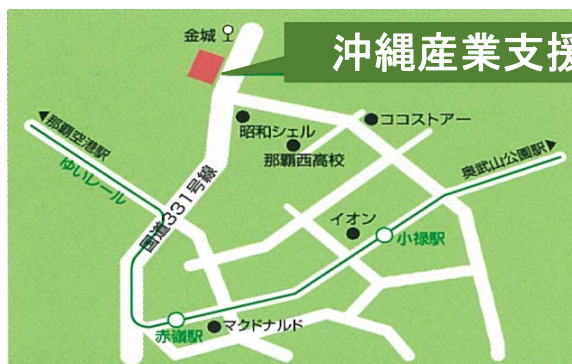 金城
沖縄産業支援
昭和シェル
ココストアー
那覇西高校
那覇空港駅
ゆいレール
国道331号線
奥武山公園駅
イオン
小禄駅
赤嶺駅
マクドナルド